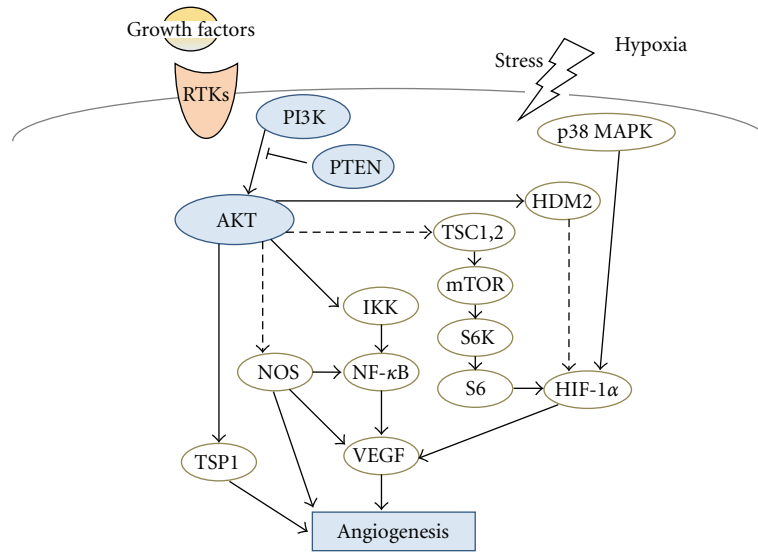 Growth factors
RTKs
Stress
Hypoxia
PI3K
p38 MAPK
PTEN
HDM2
AKT
TSC1,2
mTOR
IKK
S6K
NOS
NF-κB
S6
HIF-1α
TSP1
VEGF
Angiogenesis